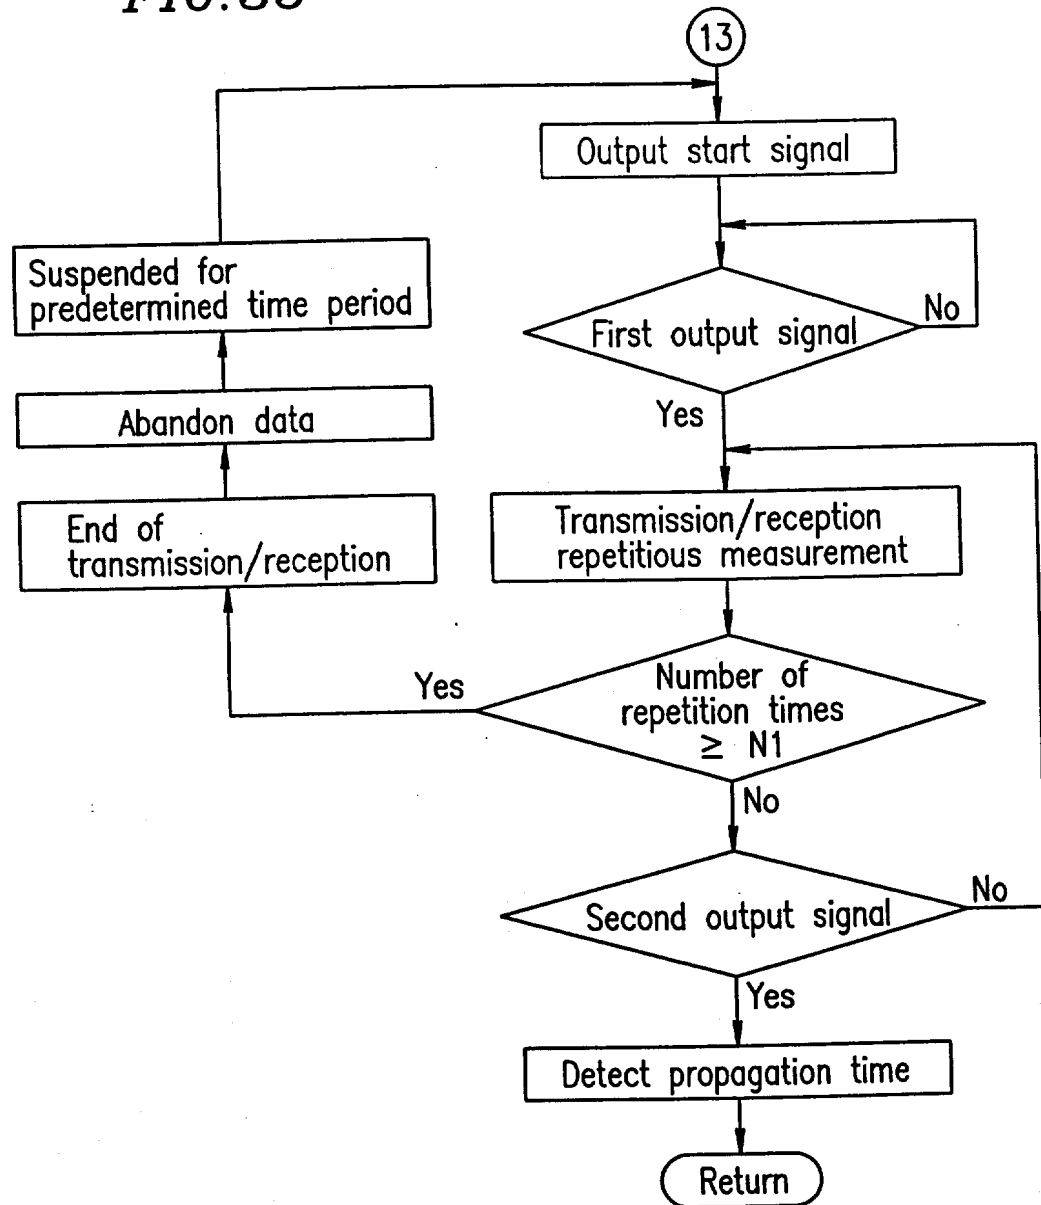 13
Output start signal
Suspended for
predetermined time period
First output signal
No
Yes
Abandon data
End of
transmission/reception
Transmission/reception
repetitious measurement
Yes
Number of
repetition times
≥ N1
No
Second output signal
No
Yes
Detect propagation time
Return